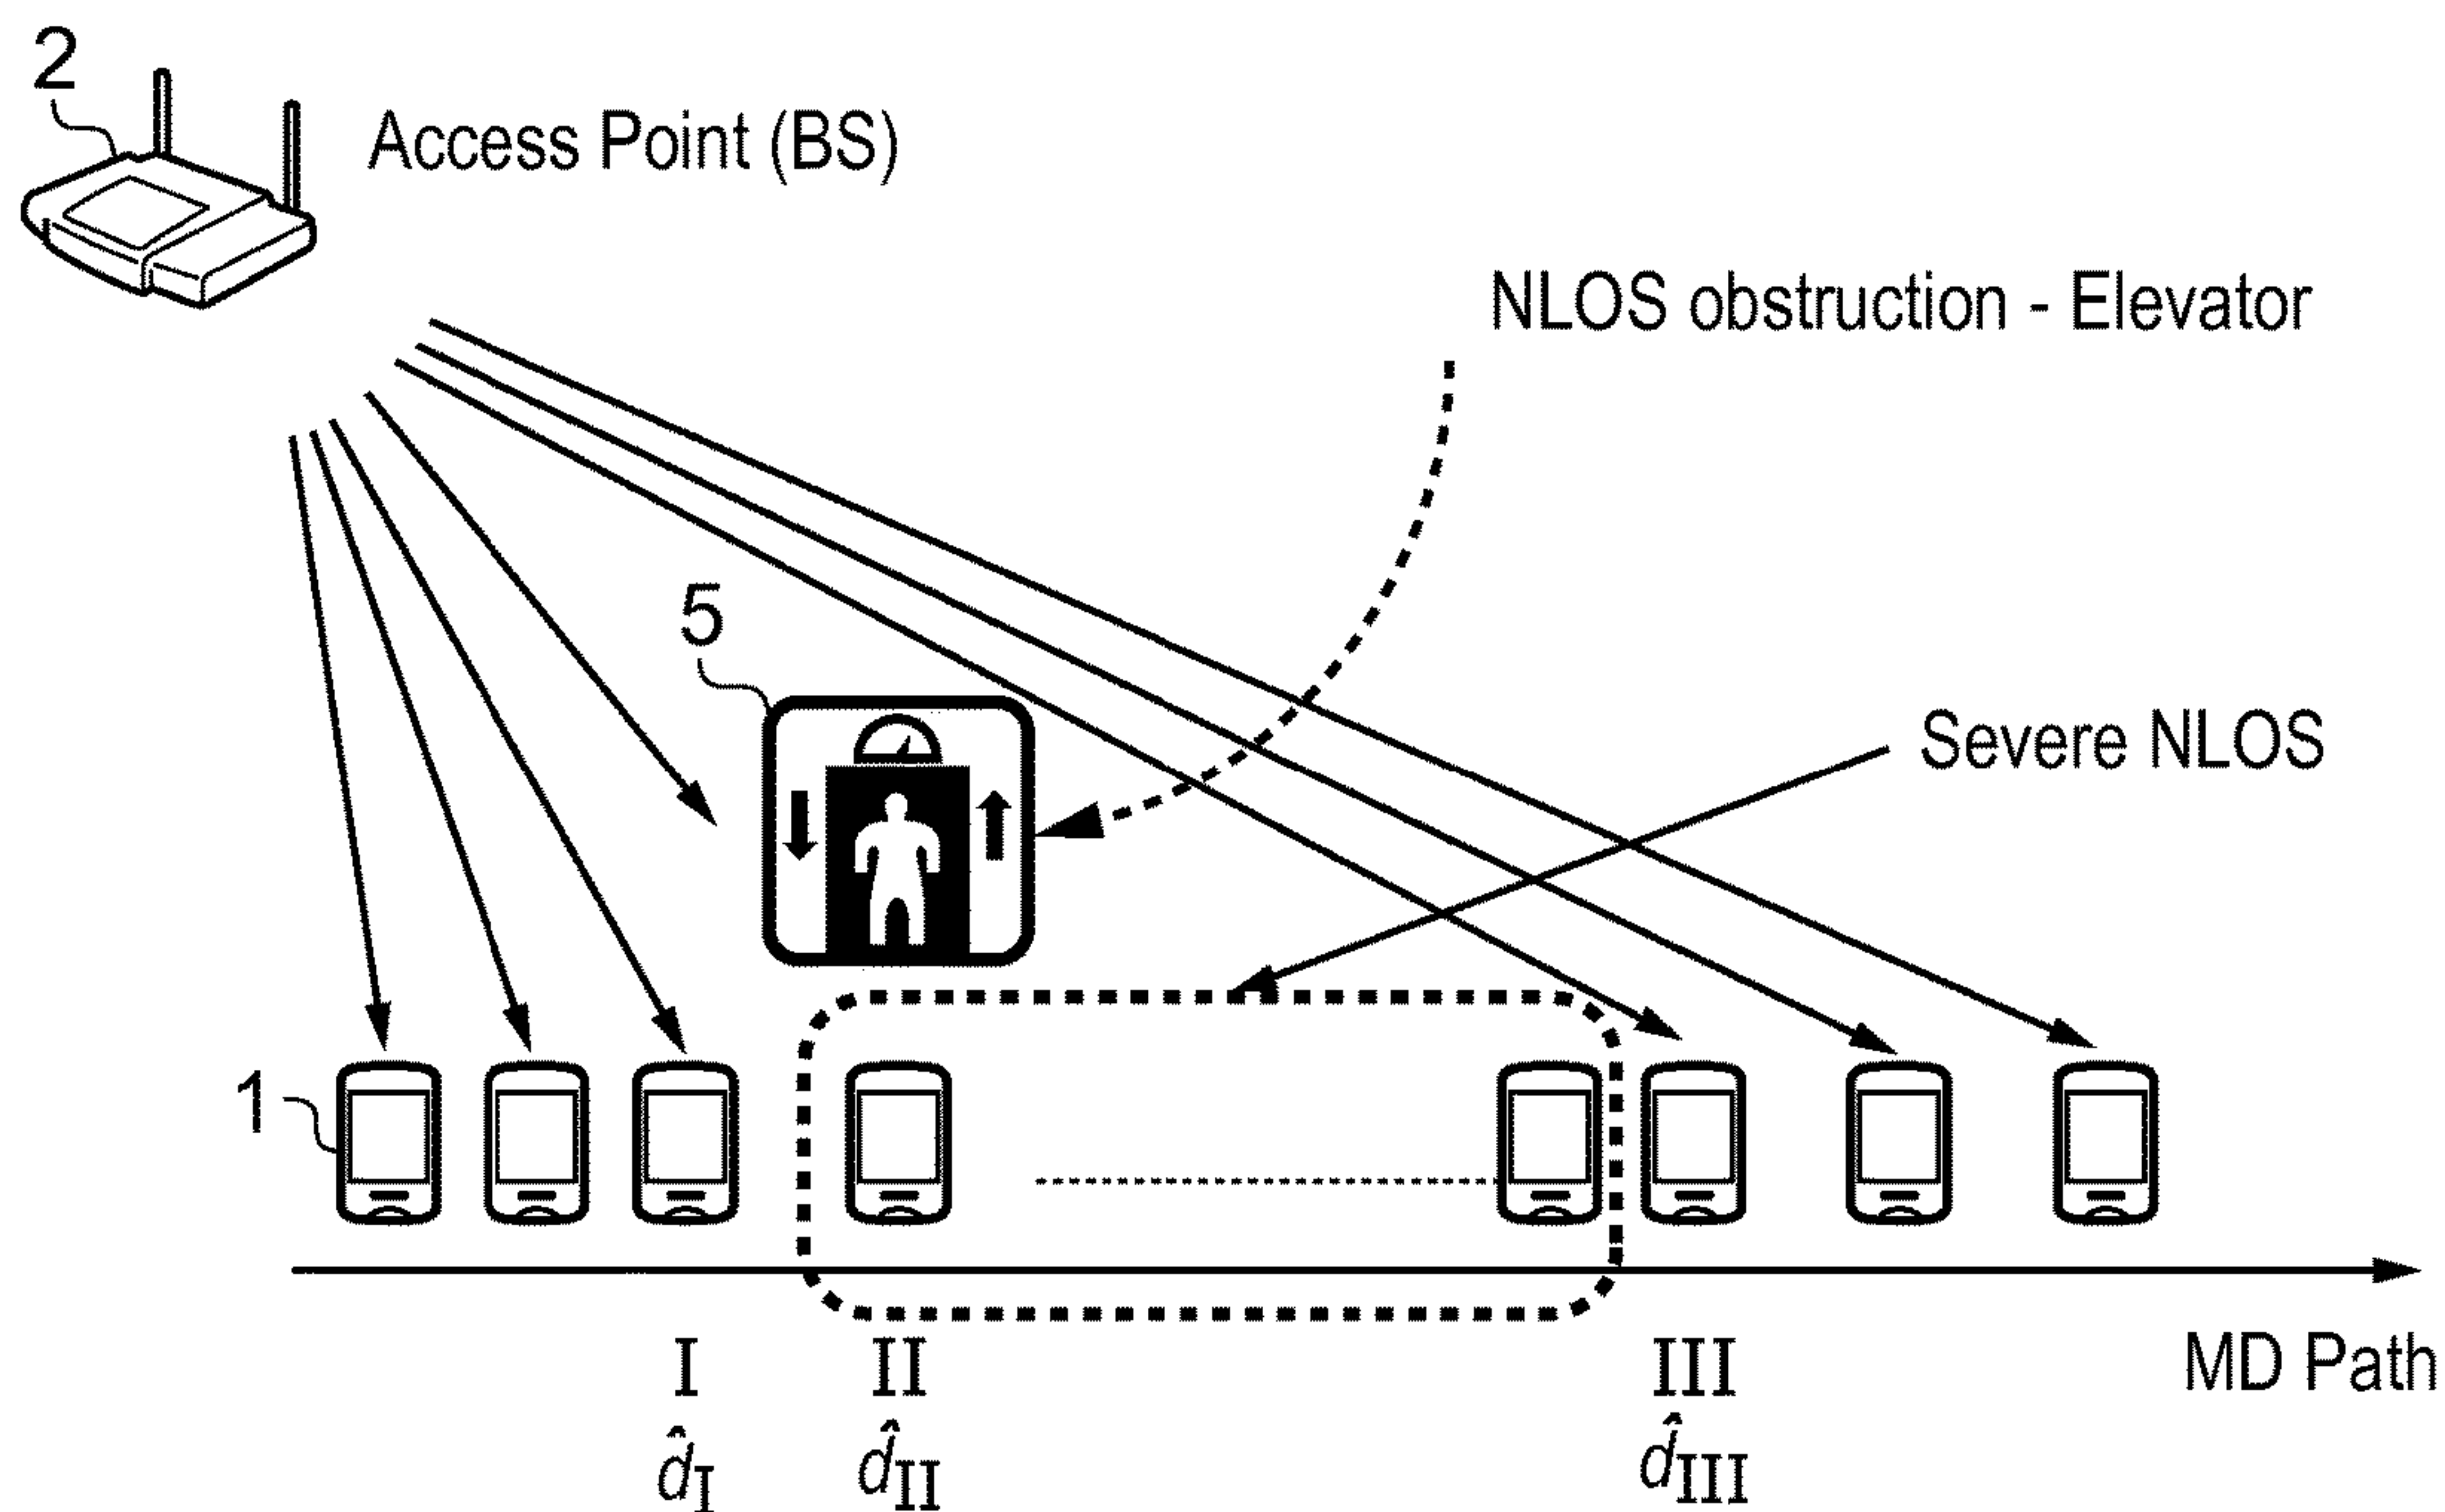 2
Access Point (BS)
NLOS obstruction - Elevator
5
Severe NLOS
1
I II III
MD Path
d̂I d̂II d̂III